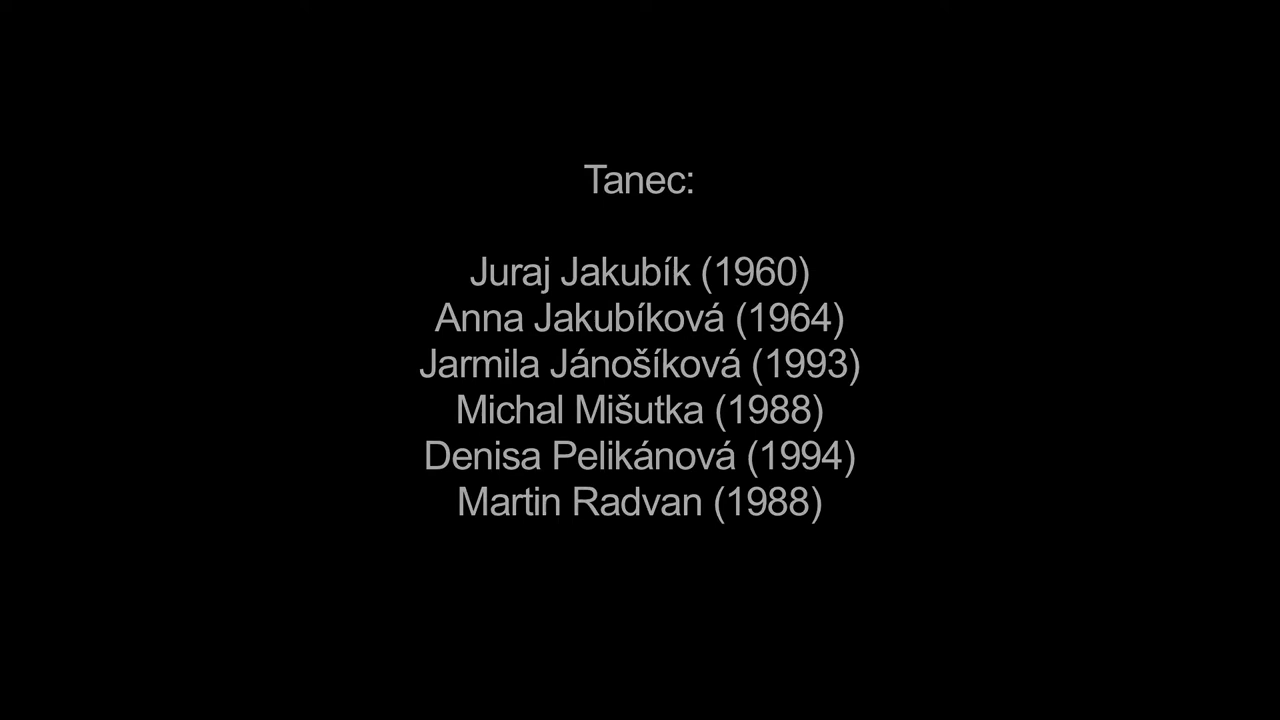 Tanec:
Juraj Jakubík (1960)
Anna Jakubíková (1964)
Jarmila Jánošíková (1993)
Michal Mišutka (1988)
Denisa Pelikánová (1994)
Martin Radvan (1988)